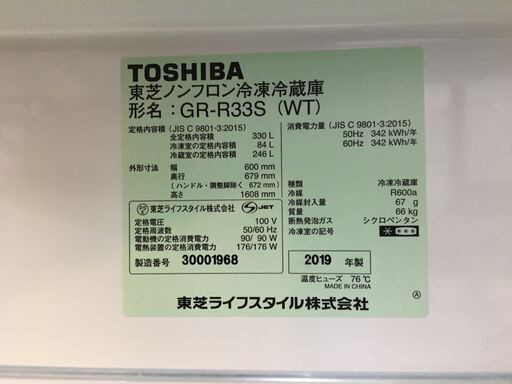 TOSHIBA
東芝ノンフロン冷凍冷蔵庫
形名：GR-R33S (WT)
定格内容積 (JIS C 9801-3:2015)
全定格内容積 330 L
冷凍室の定格内容積 84 L
冷蔵室の定格内容積 246 L
外形寸法 幅 600 mm
奥行 679 mm
(ハンドル・調整脚除く 672 mm)
高さ 1608 mm
消費電力量 (JIS C 9801-3:2015)
50Hz 342 kWh/年
60Hz 342 kWh/年
種類 冷凍冷蔵庫
冷媒 R600a
冷媒封入量 67 g
質量 66 kg
断熱発泡ガス シクロペンタン
冷凍室の記号
東芝ライフスタイル株式会社 JET
定格電圧 100 V
定格周波数 50/60 Hz
電動機の定格消費電力 90/ 90 W
電熱装置の定格消費電力 176/176 W
製造番号 30001968
2019 年製
温度ヒューズ 76℃
MADE IN CHINA
東芝ライフスタイル株式会社 Ⓐ